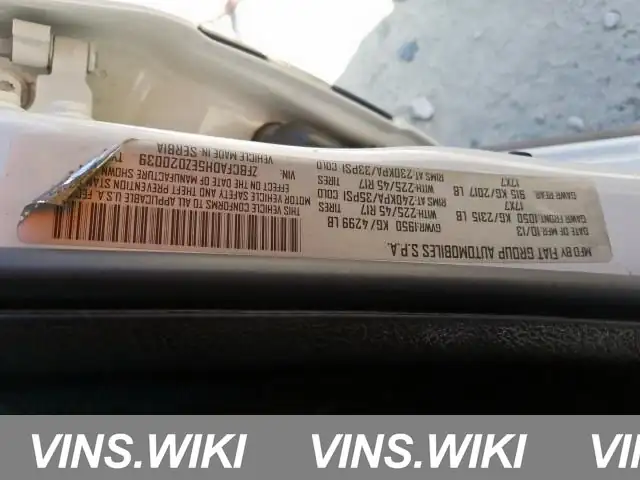 MFD BY FIAT GROUP AUTOMOBILES S.P.A.
DATE OF MFR:10/13 GVWR:1950 KG/4299 LB
GAWR FRONT:1050 KG/2315 LB WITH:225/45 R17 TIRES
17X7 RIMS AT:240KPA/35PSI COLD
GAWR REAR: 915 KG/2017 LB WITH:225/45 R17 TIRES
17X7 RIMS AT:230KPA/33PSI COLD
THIS VEHICLE CONFORMS TO ALL APPLICABLE U.S.A.
MOTOR VEHICLE SAFETY AND THEFT PREVENTION
EFFECT ON THE DATE OF MANUFACTURE SHOWN
VIN: ZFBCFADH5EZ020039
VEHICLE MADE IN SERBIA
VINS.WIKI VINS.WIKI